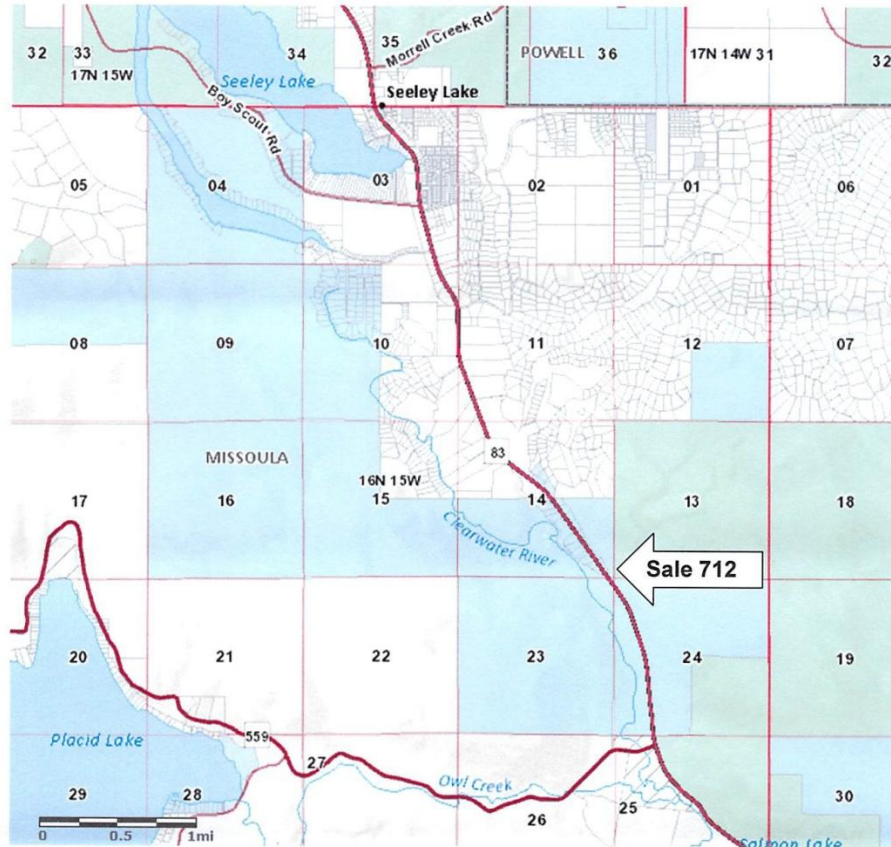 32
33
34
35
POWELL
36
17N 14W 31
32
17N 15W
Seeley Lake
Morrell Creek Rd
Seeley Lake
Boy Scout Rd
05
04
03
02
01
06
08
09
10
11
12
07
MISSOULA
83
17
16
16N 15W
15
14
13
18
Clearwater River
Sale 712
20
21
22
23
24
19
Placid Lake
559
27
Owl Creek
29
28
26
25
30
0 0.5 1mi
Salmon Lake